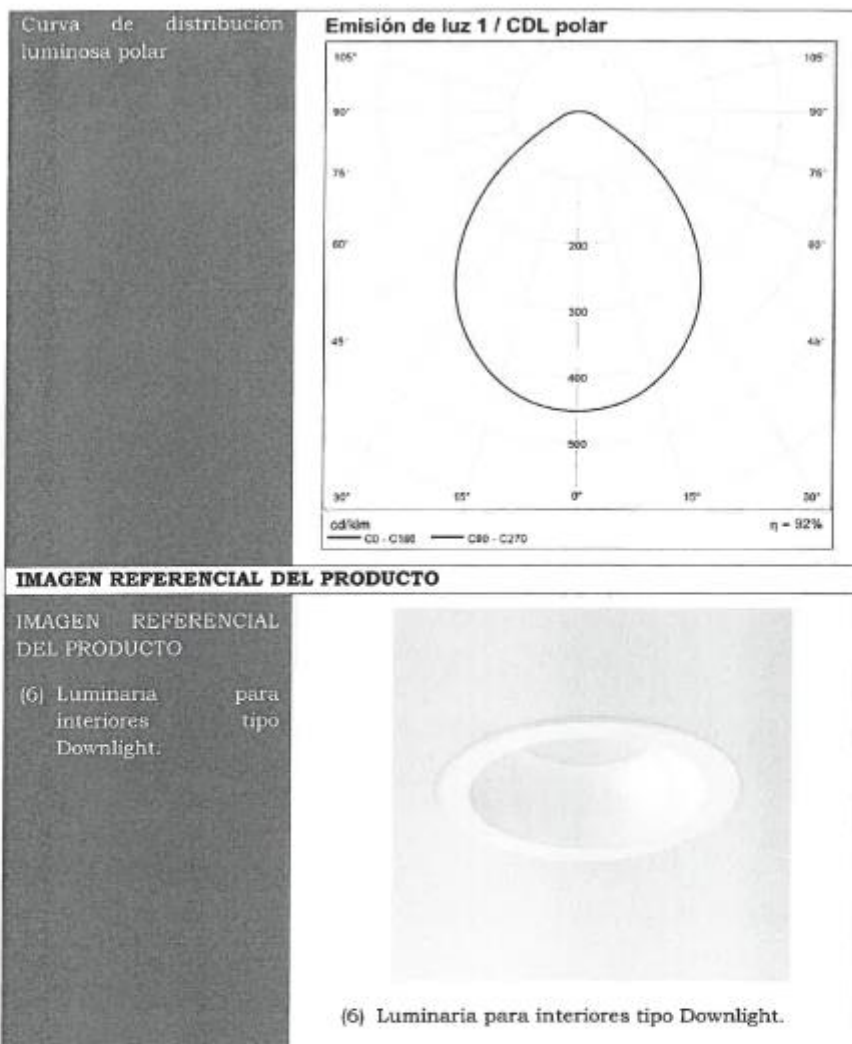 Curva de distribución
luminosa polar
Emisión de luz 1 / CDL polar
105°
105°
90°
90°
75°
75°
60°
60°
45°
45°
200
300
400
500
30°
15°
0°
15°
30°
cd/klm
η = 92%
C0 - C180
C90 - C270
IMAGEN REFERENCIAL DEL PRODUCTO
IMAGEN REFERENCIAL
DEL PRODUCTO
(6) Luminaria para
interiores tipo
Downlight.
(6) Luminaria para interiores tipo Downlight.